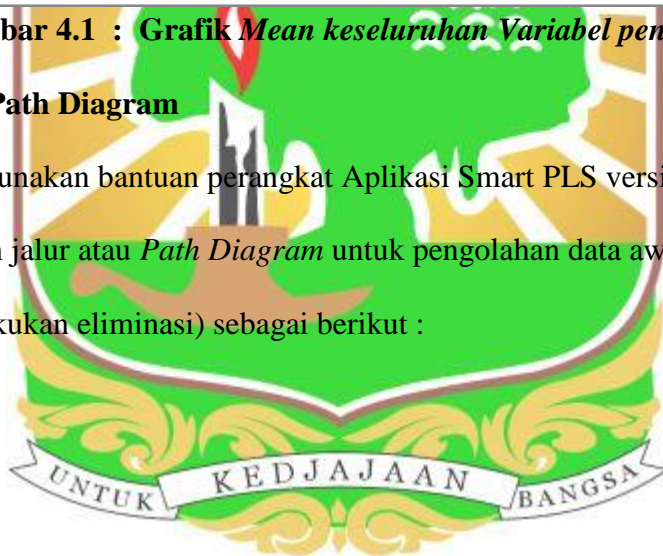 bar 4.1 : Grafik Mean keseluruhan Variabel pen
Path Diagram
unakan bantuan perangkat Aplikasi Smart PLS versi
jalur atau Path Diagram untuk pengolahan data aw
kukan eliminasi) sebagai berikut :
UNTUK KEDJAJAAN BANGSA